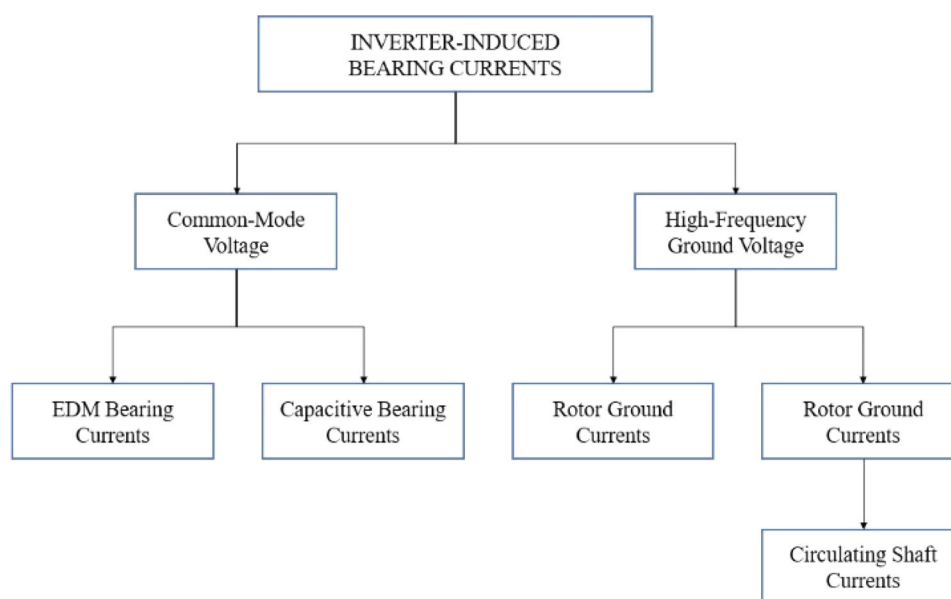 INVERTER-INDUCED
BEARING CURRENTS
Common-Mode
Voltage
High-Frequency
Ground Voltage
EDM Bearing
Currents
Capacitive Bearing
Currents
Rotor Ground
Currents
Rotor Ground
Currents
Circulating Shaft
Currents